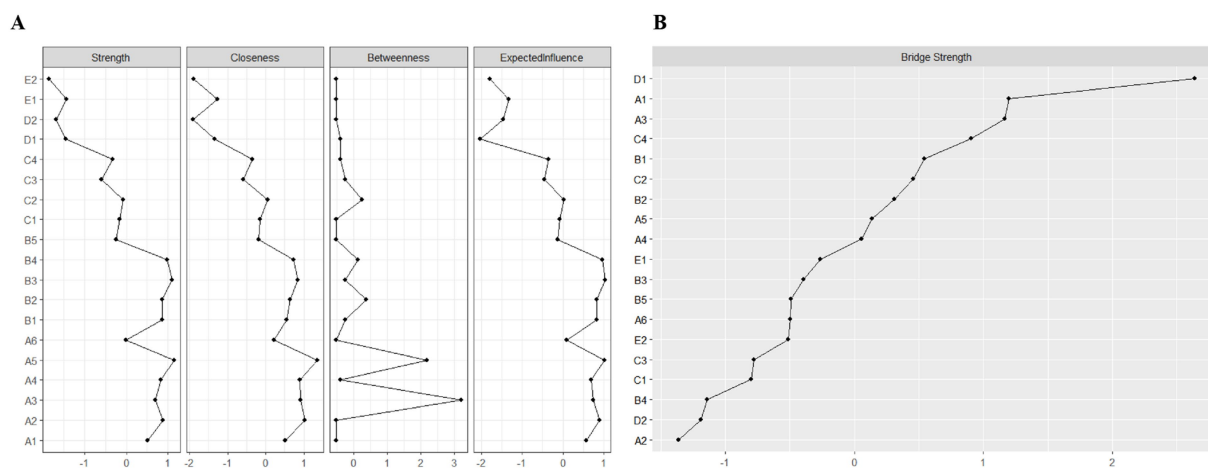 A
B
Strength
Closeness
Betweenness
ExpectedInfluence
Bridge Strength
E2
E1
D2
D1
C4
C3
C2
C1
B5
B4
B3
B2
B1
A6
A5
A4
A3
A2
A1
-1 0 1
-2 -1 0 1
0 1 2 3
-2 -1 0 1
D1
A1
A3
C4
B1
C2
B2
A5
A4
E1
B3
B5
A6
E2
C3
C1
B4
D2
A2
-1 0 1 2